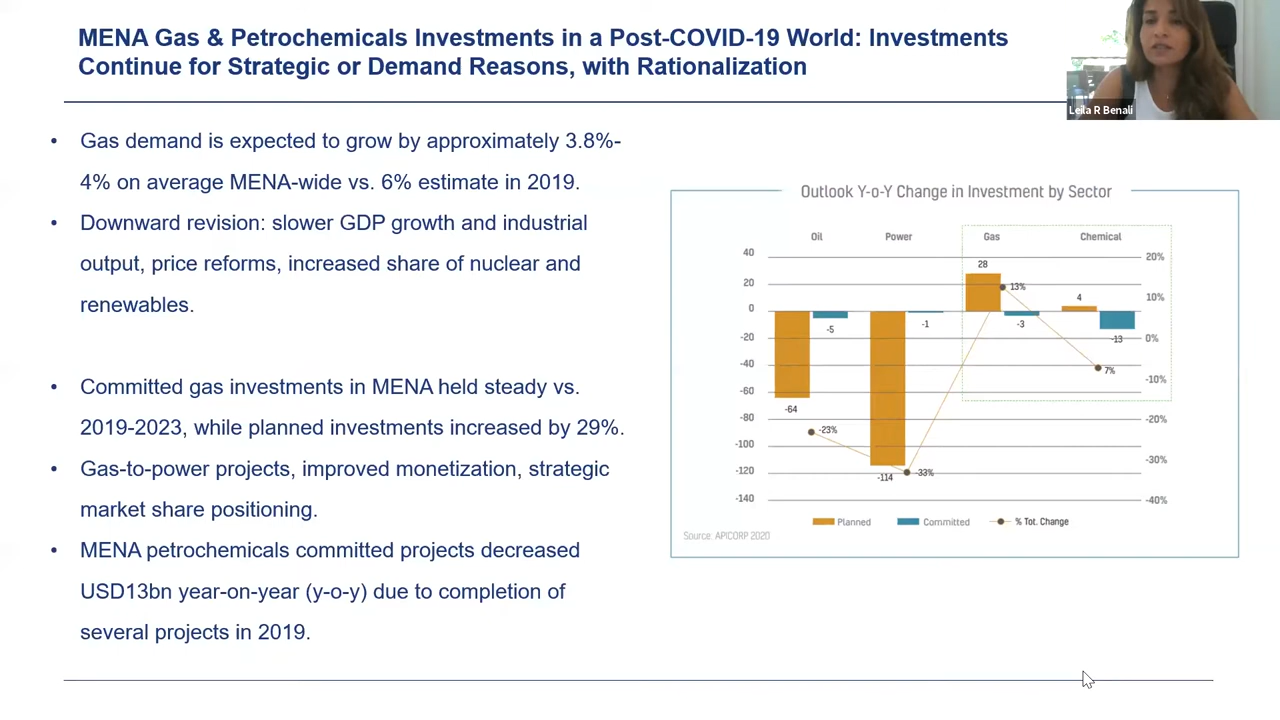 MENA Gas & Petrochemicals Investments in a Post-COVID-19 World: Investments
Continue for Strategic or Demand Reasons, with Rationalization
Leila R Benali
• Gas demand is expected to grow by approximately 3.8%-
4% on average MENA-wide vs. 6% estimate in 2019.
• Downward revision: slower GDP growth and industrial
output, price reforms, increased share of nuclear and
renewables.
• Committed gas investments in MENA held steady vs.
2019-2023, while planned investments increased by 29%.
• Gas-to-power projects, improved monetization, strategic
market share positioning.
• MENA petrochemicals committed projects decreased
USD13bn year-on-year (y-o-y) due to completion of
several projects in 2019.
Outlook Y-o-Y Change in Investment by Sector
Oil Power Gas Chemical
40 20%
28
20 13% 10%
4
0
-5 -1 -3
-20 -13 0%
-40
7% -10%
-60
-64
-80 -20%
-23%
-100
-30%
-120
-114 -33%
-140 -40%
Planned Committed % Tot. Change
Source: APICORP 2020